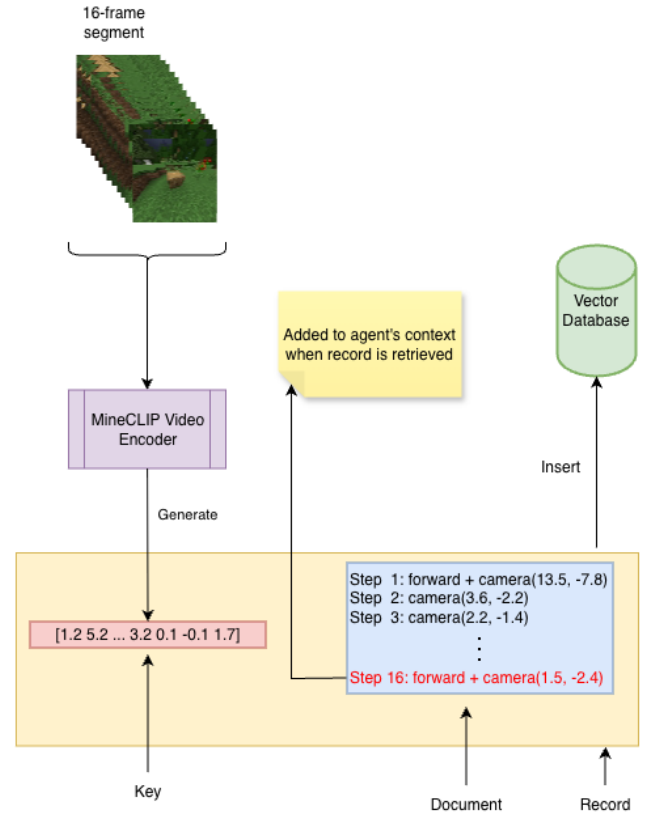 16-frame
segment
Vector
Database
Added to agent's context
when record is retrieved
MineCLIP Video
Encoder
Insert
Generate
Step 1: forward + camera(13.5, -7.8)
Step 2: camera(3.6, -2.2)
Step 3: camera(2.2, -1.4)
[1.2 5.2 ... 3.2 0.1 -0.1 1.7]
Step 16: forward + camera(1.5, -2.4)
Key
Document
Record